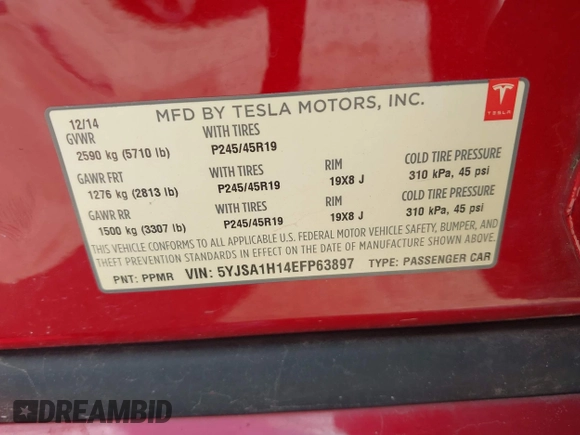 MFD BY TESLA MOTORS, INC.
TESLA
12/14
GVWR WITH TIRES
2590 kg (5710 lb) P245/45R19
GAWR FRT WITH TIRES RIM COLD TIRE PRESSURE
1276 kg (2813 lb) P245/45R19 19X8 J 310 kPa, 45 psi
GAWR RR WITH TIRES RIM COLD TIRE PRESSURE
1500 kg (3307 lb) P245/45R19 19X8 J 310 kPa, 45 psi
THIS VEHICLE CONFORMS TO ALL APPLICABLE U.S. FEDERAL MOTOR VEHICLE SAFETY, BUMPER, AND
THEFT PREVENTION STANDARDS IN EFFECT ON THE DATE OF MANUFACTURE SHOWN ABOVE.
PNT: PPMR VIN: 5YJSA1H14EFP63897 TYPE: PASSENGER CAR
DREAMBID